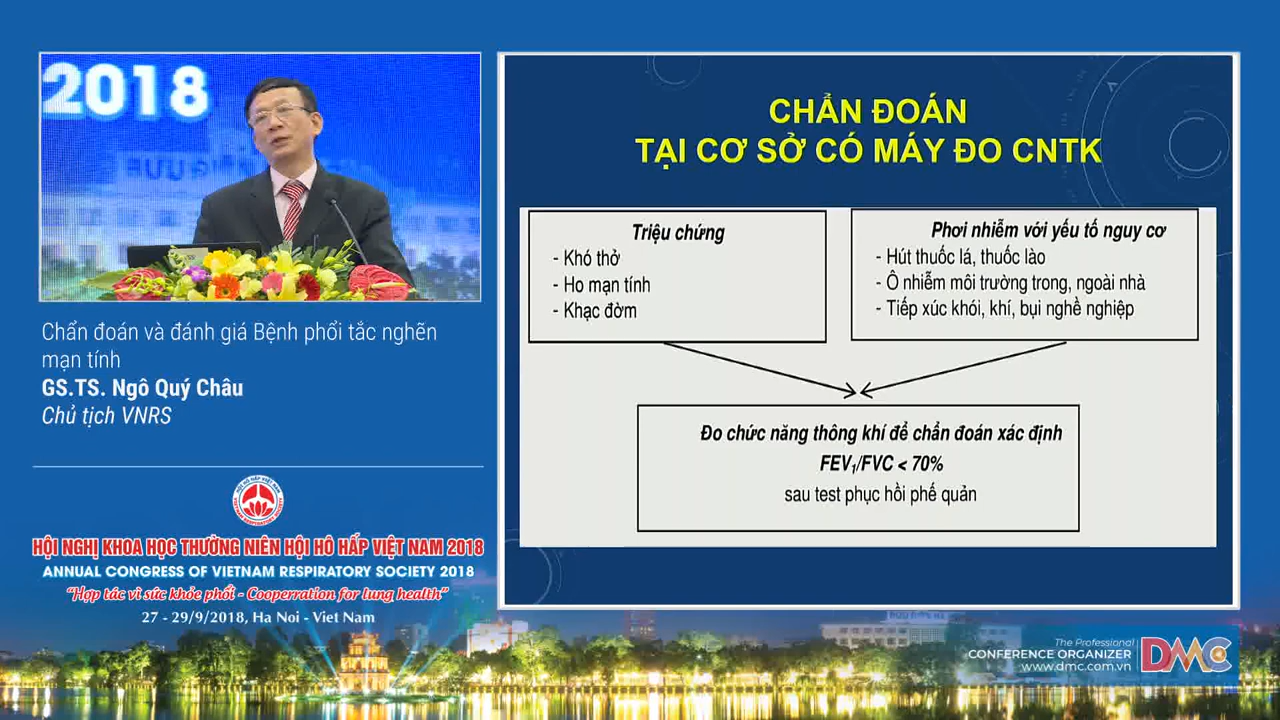 2018
Chẩn đoán và đánh giá Bệnh phổi tắc nghẽn
mạn tính
GS.TS. Ngô Quý Châu
Chủ tịch VNRS
HỘI NGHỊ KHOA HỌC THƯỜNG NIÊN HỘI HÔ HẤP VIỆT NAM 2018
ANNUAL CONGRESS OF VIETNAM RESPIRATORY SOCIETY 2018
"Hợp tác vì sức khỏe phổi - Cooperration for lung health"
27 - 29/9/2018, Ha Noi - Viet Nam
CHẨN ĐOÁN
TẠI CƠ SỞ CÓ MÁY ĐO CNTK
Triệu chứng
- Khó thở
- Ho mạn tính
- Khạc đờm
Phơi nhiễm với yếu tố nguy cơ
- Hút thuốc lá, thuốc lào
- Ô nhiễm môi trường trong, ngoài nhà
- Tiếp xúc khói, khí, bụi nghề nghiệp
Đo chức năng thông khí để chẩn đoán xác định
FEV₁/FVC < 70%
sau test phục hồi phế quản
The Professional
CONFERENCE ORGANIZER
www.dmc.com.vn
DMC